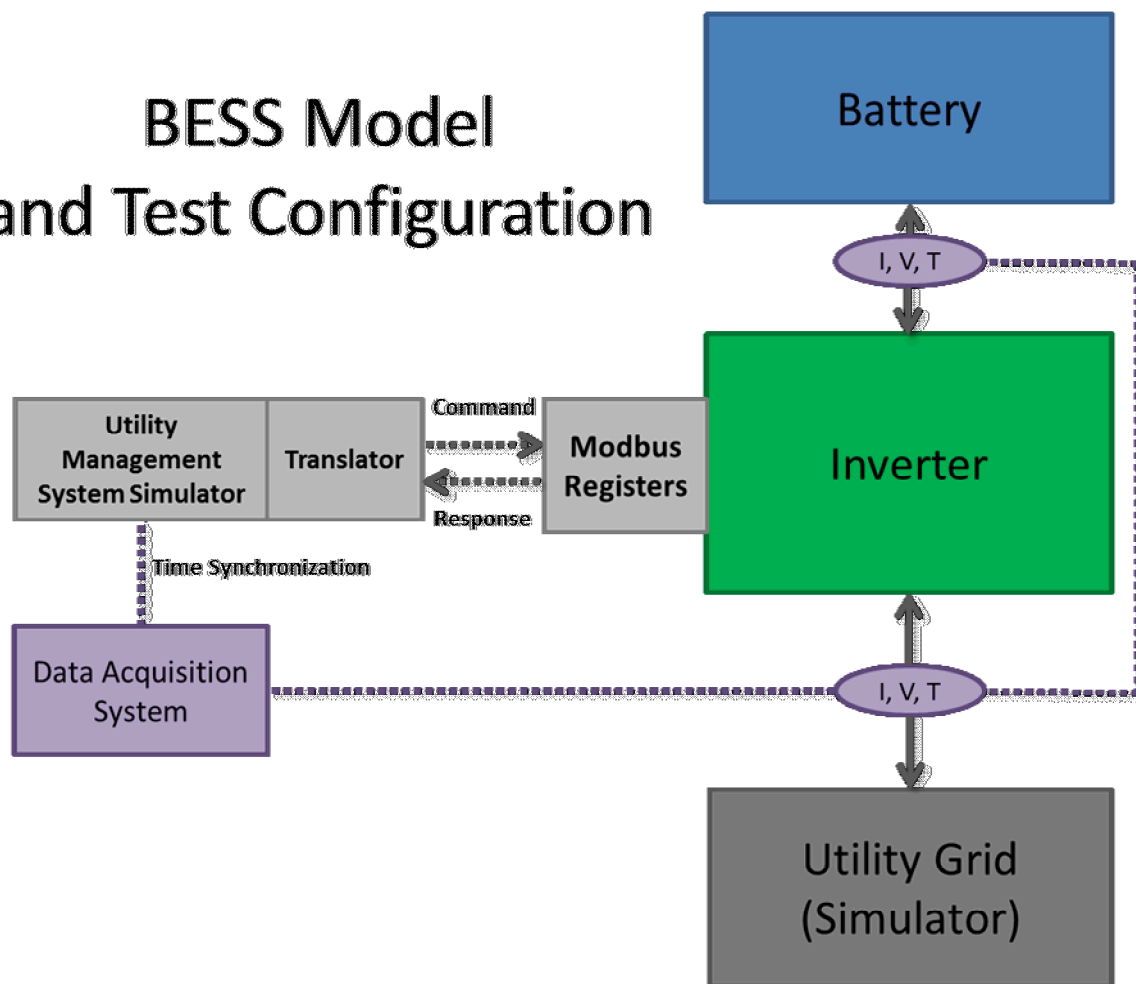 BESS Model
and Test Configuration
Battery
I, V, T
Command
Utility
Management
System Simulator
Translator
Modbus
Registers
Inverter
Response
Time Synchronization
Data Acquisition
System
I, V, T
Utility Grid
(Simulator)